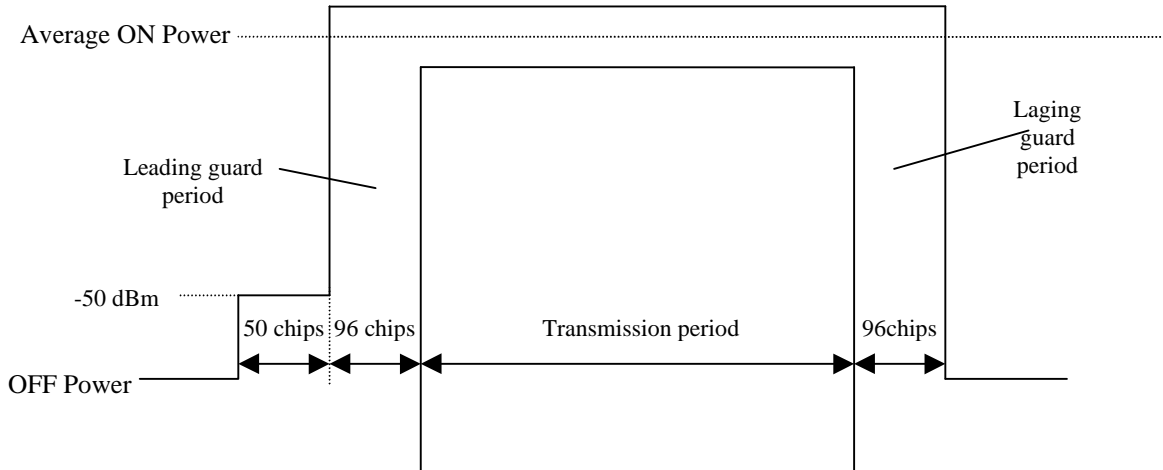 Average ON Power
Laging
guard
period
Leading guard
period
-50 dBm
50 chips
96 chips
Transmission period
96chips
OFF Power